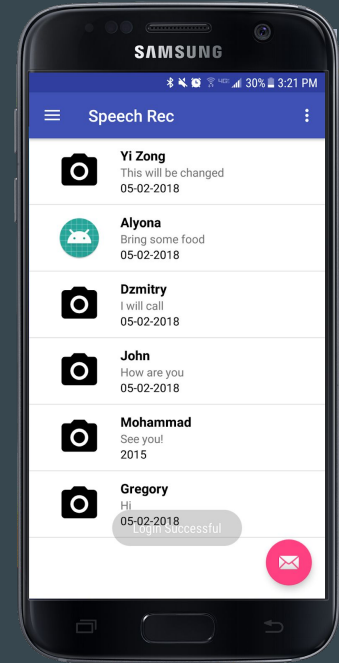 SAMSUNG
4G LTE 30% 3:21 PM
Speech Rec
Yi Zong
This will be changed
05-02-2018
Alyona
Bring some food
05-02-2018
Dzmitry
I will call
05-02-2018
John
How are you
05-02-2018
Mohammad
See you!
2015
Gregory
Hi
05-02-2018
Login Successful